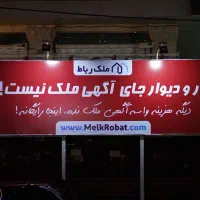 ملک رباط
ر و دیوار جای آگهی ملک نیست!
دیگه هزینه واسه آگهی ملک نده، اینجا رایگانه!
www.MelkRobat.com